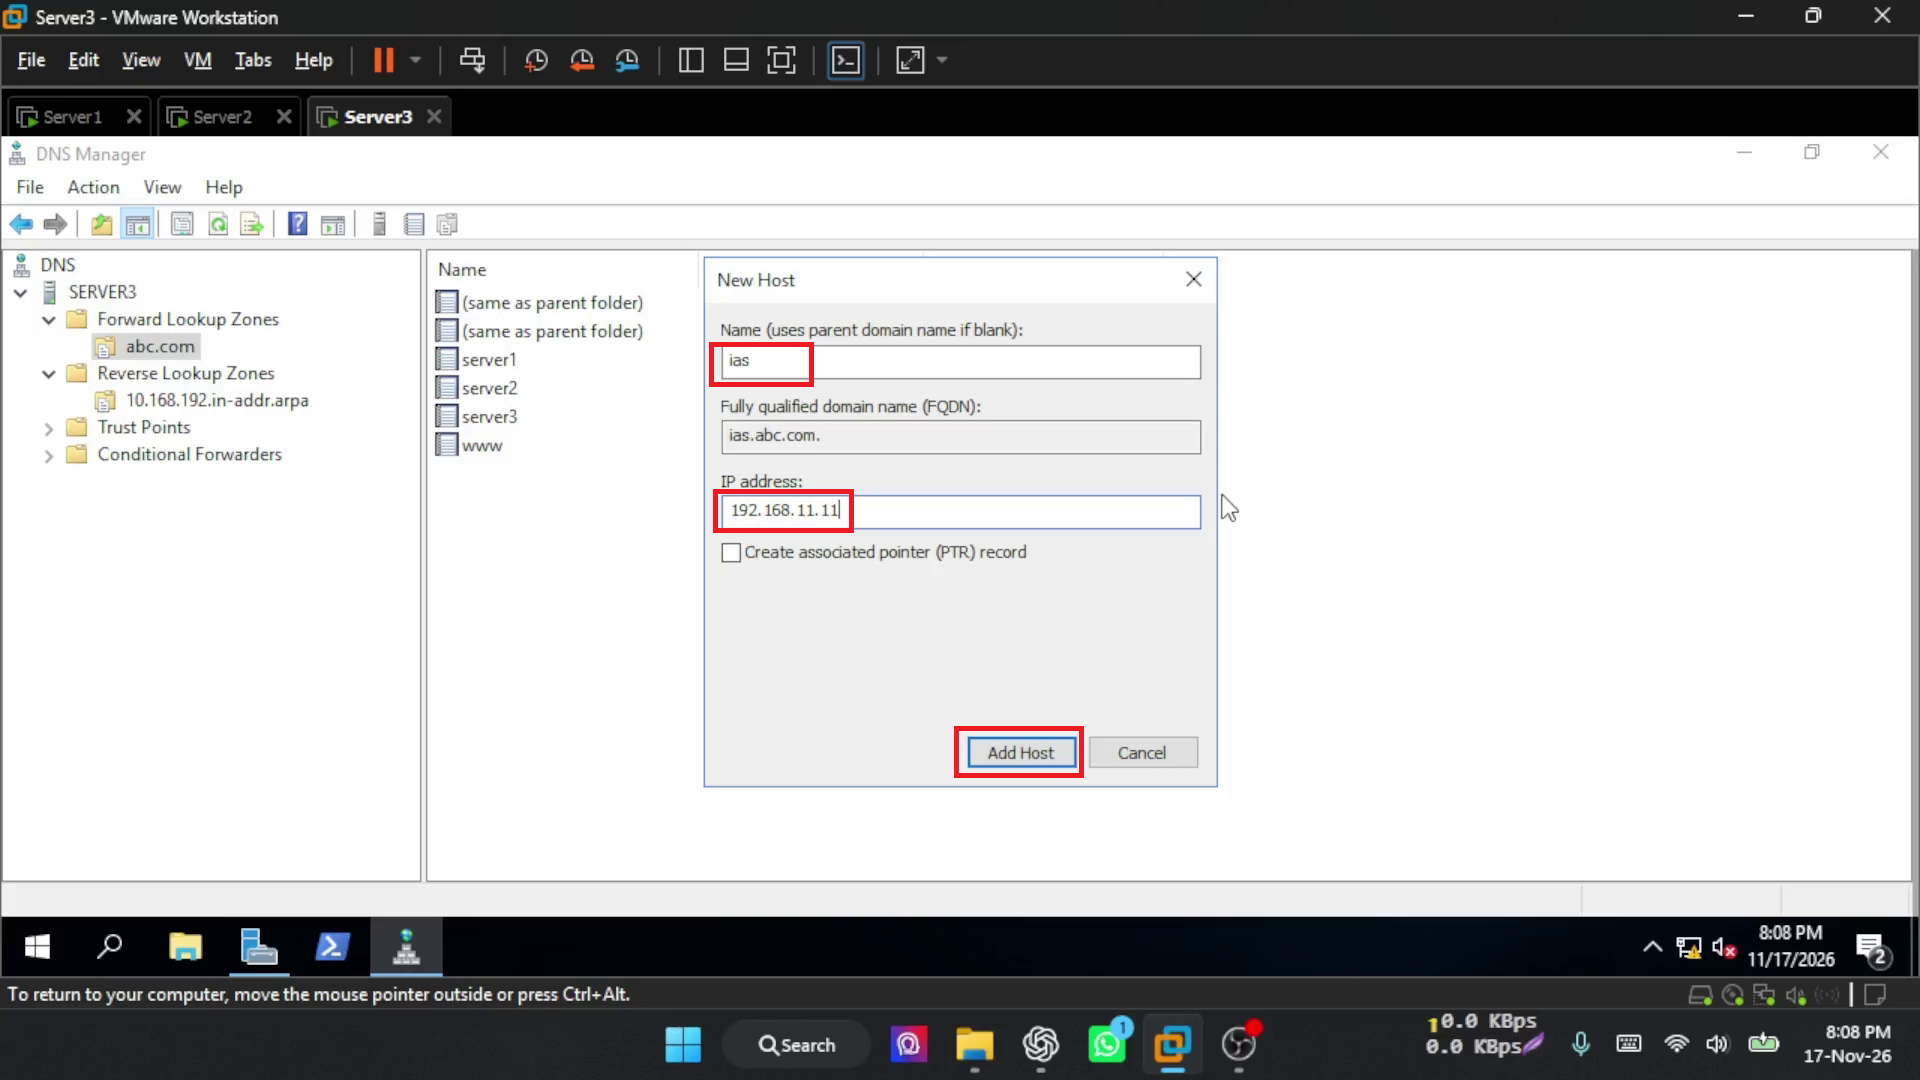 Server3 - VMware Workstation
File Edit View VM Tabs Help
Server1 Server2 Server3
DNS Manager
File Action View Help
DNS
SERVER3
Forward Lookup Zones
abc.com
Reverse Lookup Zones
10.168.192.in-addr.arpa
Trust Points
Conditional Forwarders
Name
(same as parent folder)
(same as parent folder)
server1
server2
server3
www
New Host
Name (uses parent domain name if blank):
ias
Fully qualified domain name (FQDN):
ias.abc.com.
IP address:
192.168.11.11
Create associated pointer (PTR) record
Add Host Cancel
8:08 PM
11/17/2026
2
To return to your computer, move the mouse pointer outside or press Ctrl+Alt.
Search
1
0.0 KBps
0.0 KBps
8:08 PM
17-Nov-26